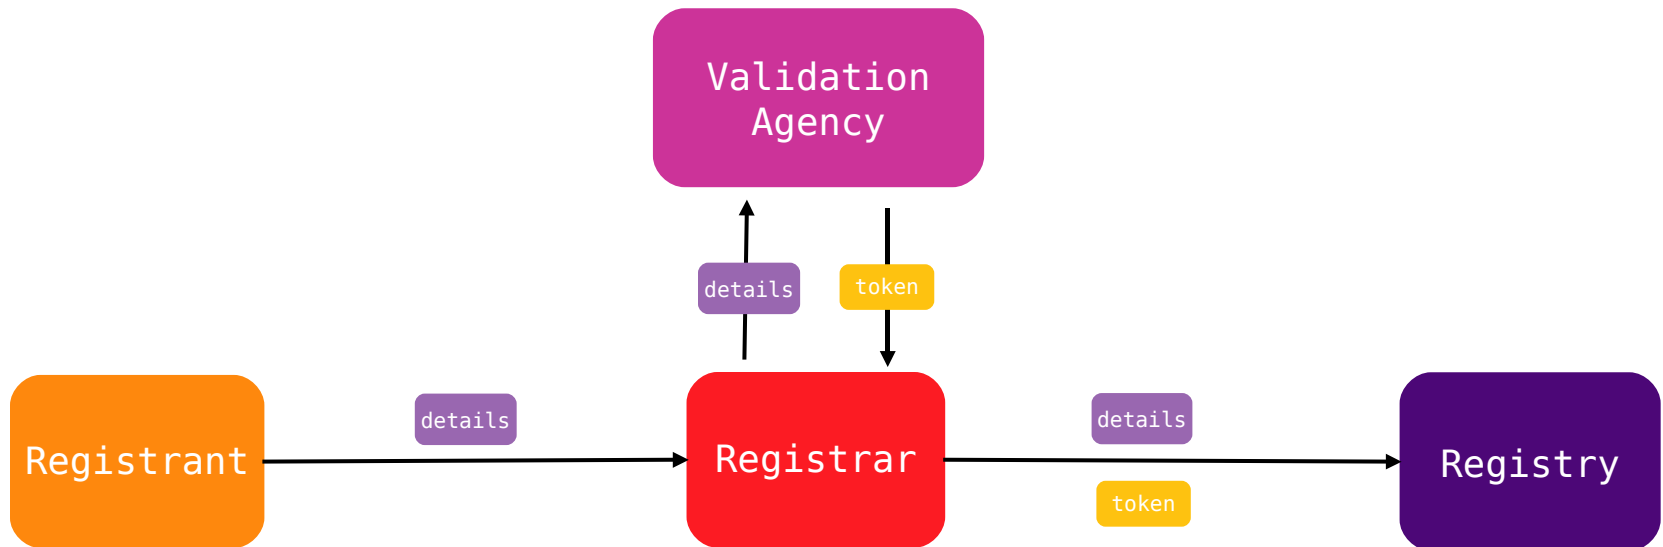 Validation
Agency
details
token
Registrant
details
Registrar
details
token
Registry